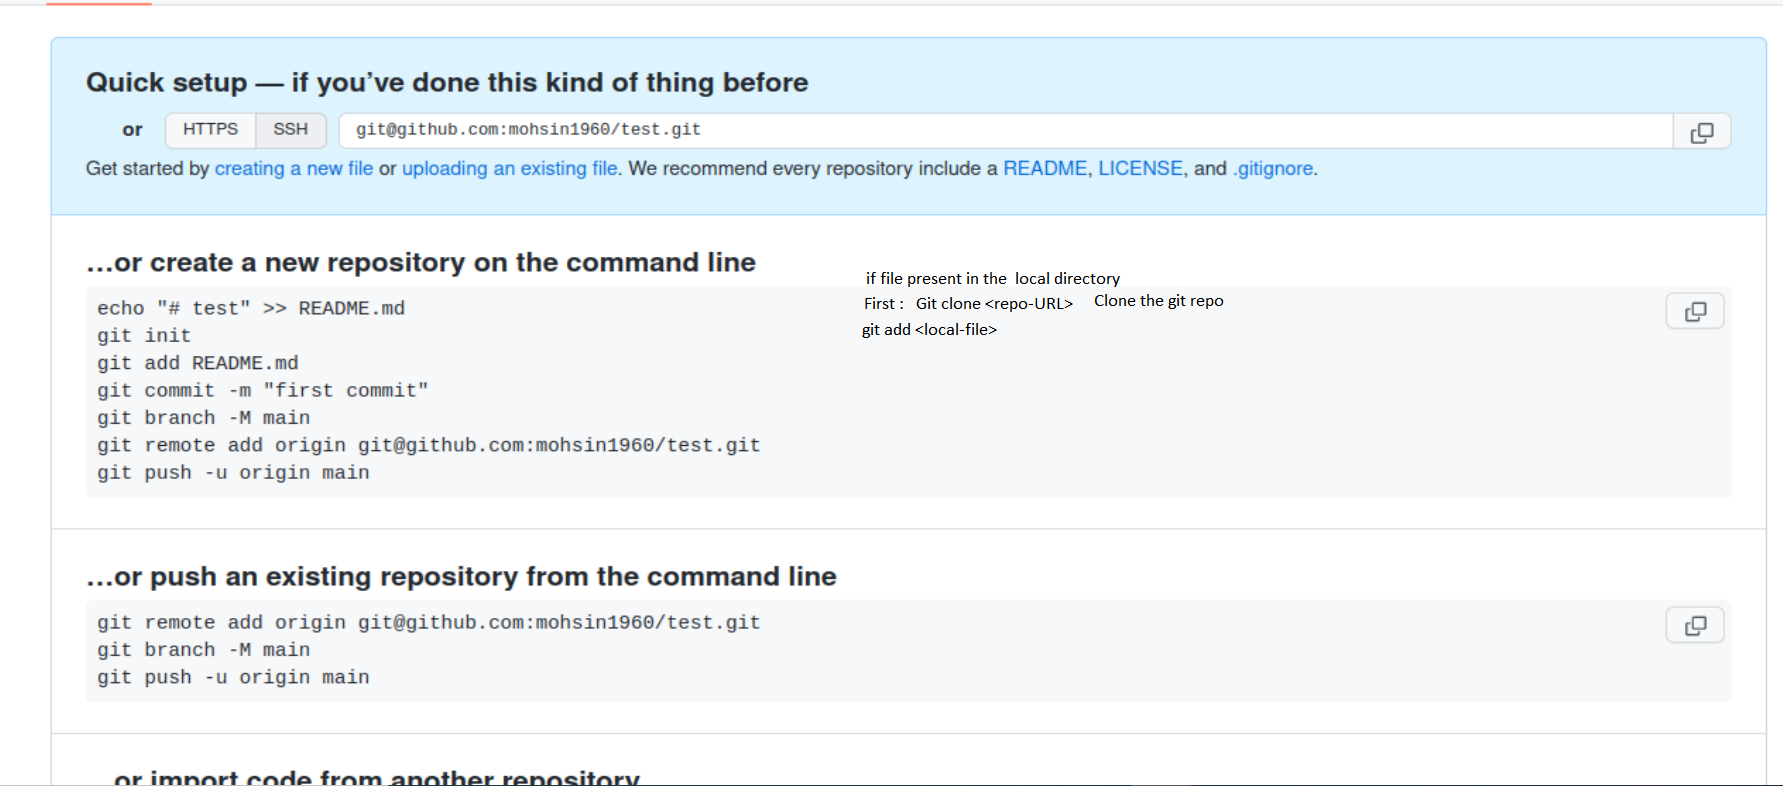 Quick setup — if you’ve done this kind of thing before
or HTTPS SSH git@github.com:mohsin1960/test.git
Get started by creating a new file or uploading an existing file. We recommend every repository include a README, LICENSE, and .gitignore.
…or create a new repository on the command line
echo "# test" >> README.md
git init
git add README.md
git commit -m "first commit"
git branch -M main
git remote add origin git@github.com:mohsin1960/test.git
git push -u origin main
if file present in the local directory
First : Git clone <repo-URL> Clone the git repo
git add <local-file>
…or push an existing repository from the command line
git remote add origin git@github.com:mohsin1960/test.git
git branch -M main
git push -u origin main
or import code from another repository